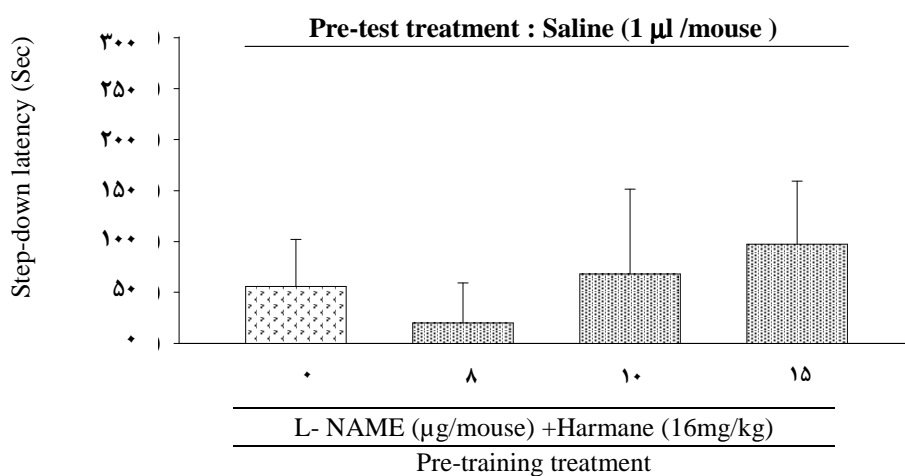 Pre-test treatment : Saline (1 μl /mouse )
Step-down latency (Sec)
۳۰۰
۲۵۰
۲۰۰
۱۵۰
۱۰۰
۵۰
۰
۰ ۸ ۱۰ ۱۵
L- NAME (µg/mouse) +Harmane (16mg/kg)
Pre-training treatment